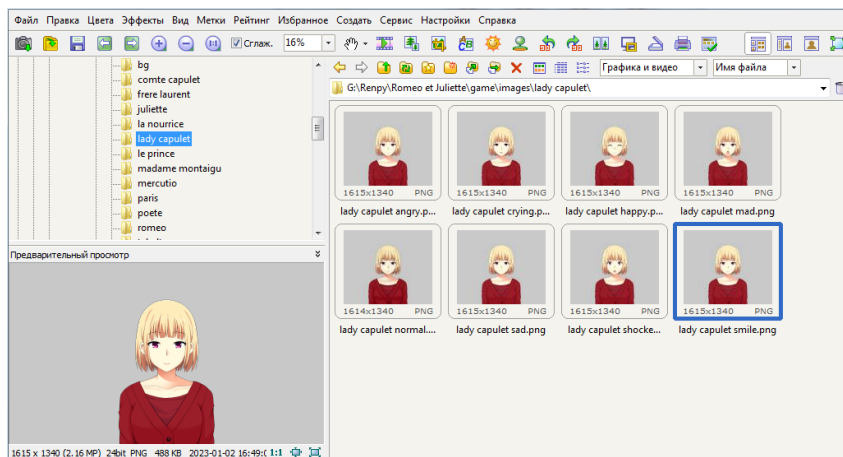 Файл Правка Цвета Эффекты Вид Метки Рейтинг Избранное Создать Сервис Настройки Справка
Сглаж. 16%
bg
comte capulet
frere laurent
juliette
la nourrice
lady capulet
le prince
madame montaigu
mercutio
paris
poete
romeo
Предварительный просмотр
1615 x 1340 (2.16 MP) 24bit PNG 488 KB 2023-01-02 16:49:( 1:1
Графика и видео Имя файла
G:\Renpy\Romeo et Juliette\game\images\lady capulet\
1615x1340 PNG 1615x1340 PNG 1615x1340 PNG 1615x1340 PNG
lady capulet angry.p... lady capulet crying.p... lady capulet happy.p... lady capulet mad.png
1614x1340 PNG 1615x1340 PNG 1615x1340 PNG 1615x1340 PNG
lady capulet normal.... lady capulet sad.png lady capulet shocke... lady capulet smile.png